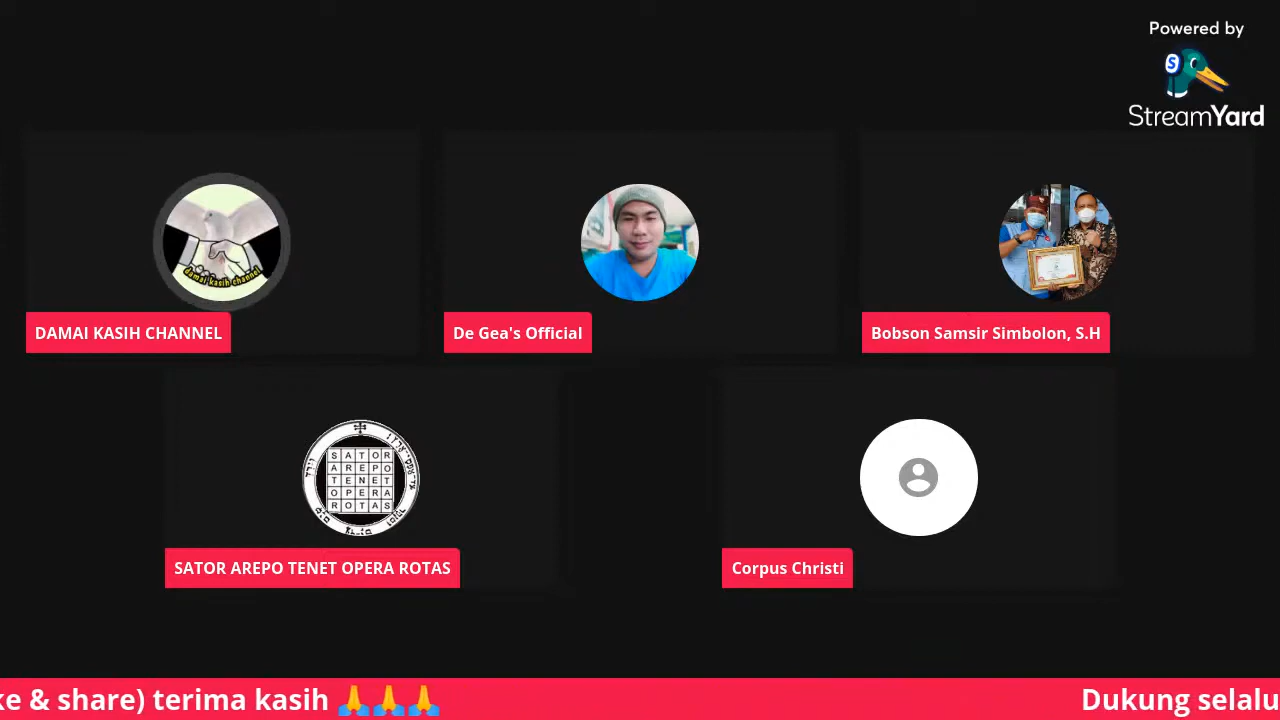 Powered by
S
StreamYard
damai kasih channel
DAMAI KASIH CHANNEL
De Gea's Official
Bobson Samsir Simbolon, S.H
SATOR
AREPO
TENET
OPERA
ROTAS
SATOR AREPO TENET OPERA ROTAS
Corpus Christi
ke & share) terima kasih 🙏🙏🙏
Dukung selalu